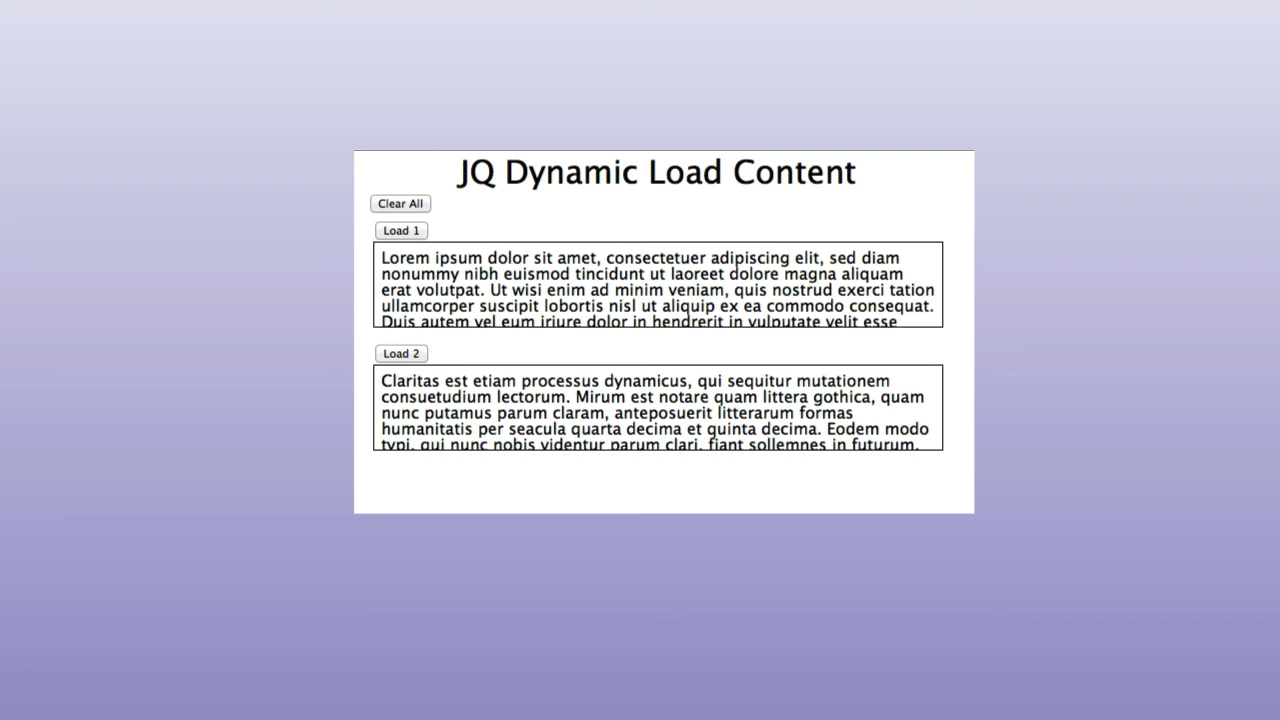 JQ Dynamic Load Content
Clear All
Load 1
Lorem ipsum dolor sit amet, consectetuer adipiscing elit, sed diam
nonummy nibh euismod tincidunt ut laoreet dolore magna aliquam
erat volutpat. Ut wisi enim ad minim veniam, quis nostrud exerci tation
ullamcorper suscipit lobortis nisl ut aliquip ex ea commodo consequat.
Duis autem vel eum iriure dolor in hendrerit in vulputate velit esse
Load 2
Claritas est etiam processus dynamicus, qui sequitur mutationem
consuetudium lectorum. Mirum est notare quam littera gothica, quam
nunc putamus parum claram, anteposuerit litterarum formas
humanitatis per seacula quarta decima et quinta decima. Eodem modo
typi, qui nunc nobis videntur parum clari, fiant sollemnes in futurum.